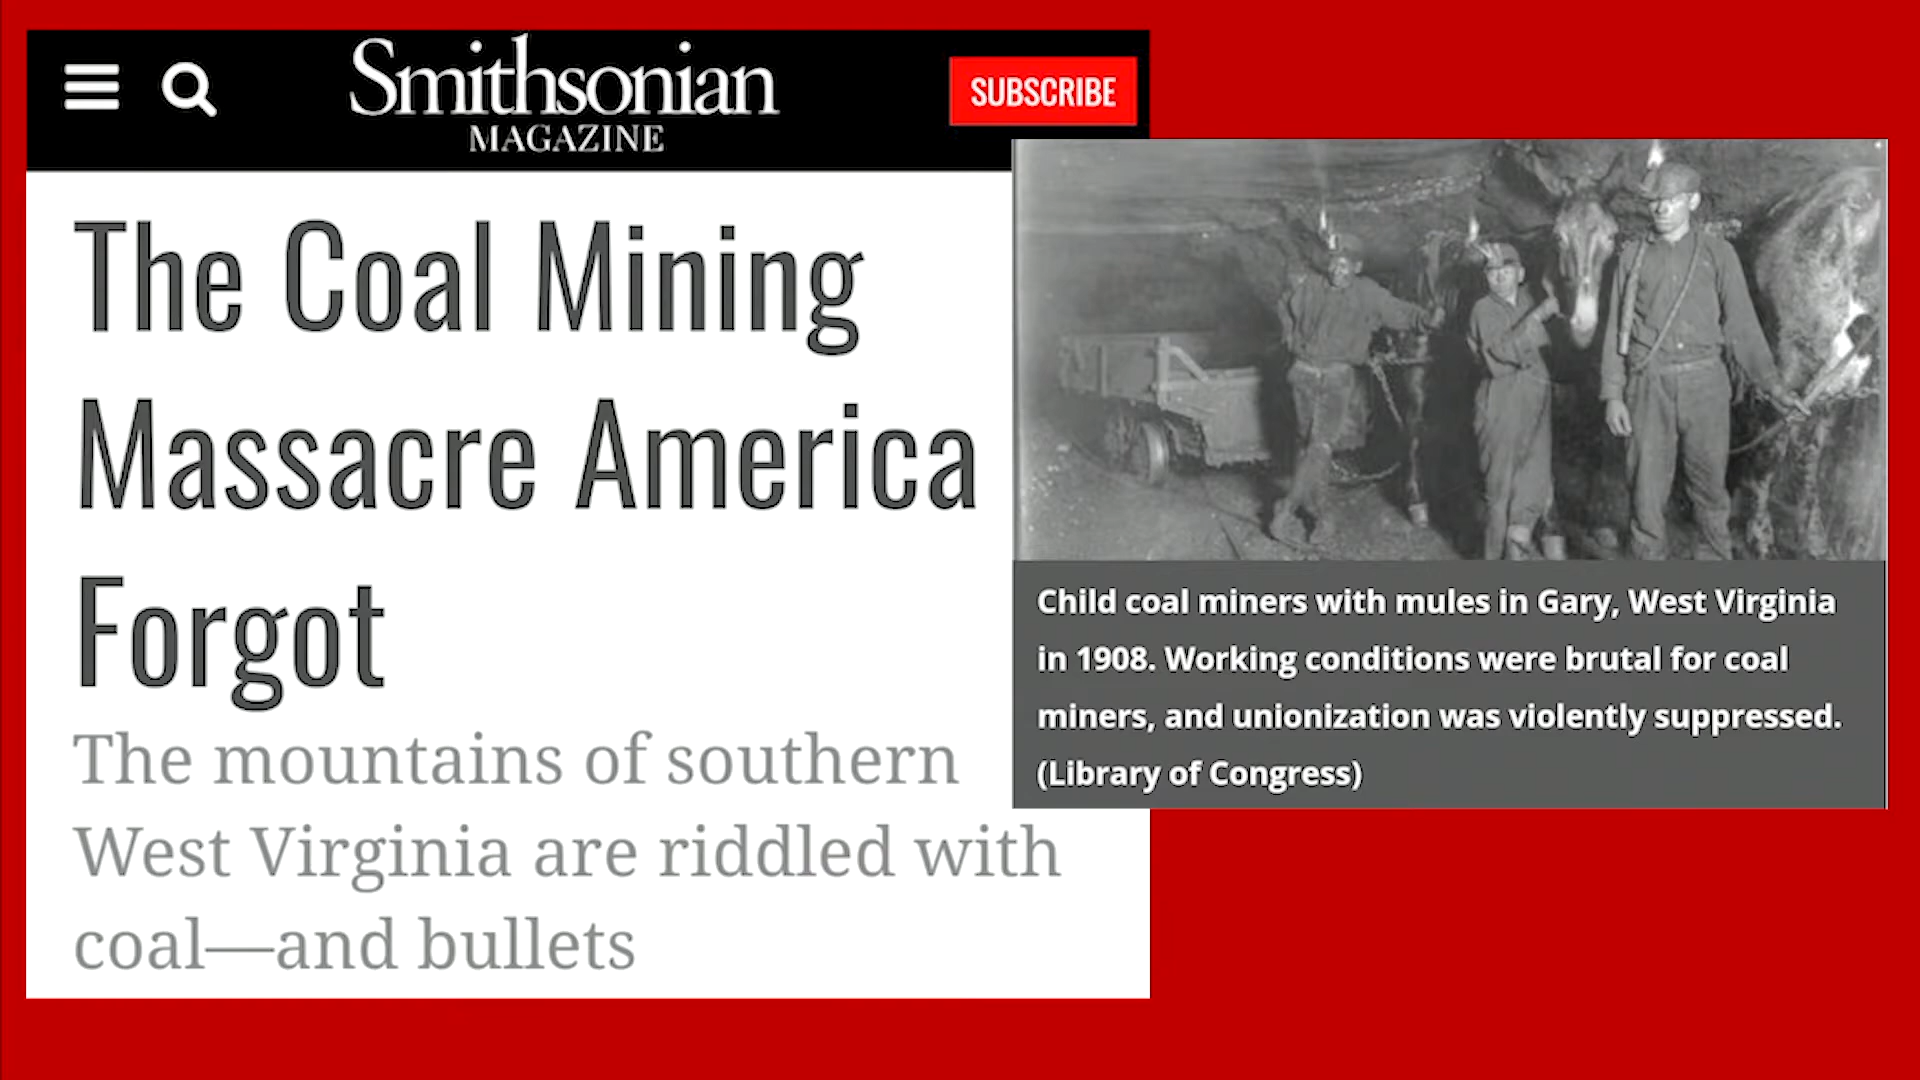 Smithsonian
MAGAZINE
SUBSCRIBE
The Coal Mining
Massacre America
Forgot
The mountains of southern
West Virginia are riddled with
coal—and bullets
Child coal miners with mules in Gary, West Virginia
in 1908. Working conditions were brutal for coal
miners, and unionization was violently suppressed.
(Library of Congress)